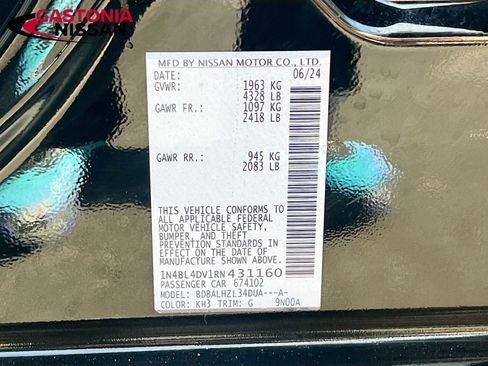 GASTONIA
NISSAN
MFD BY NISSAN MOTOR CO., LTD.
DATE: 06/24
GVWR: 1963 KG
4328 LB
GAWR FR.: 1097 KG
2418 LB
GAWR RR.: 945 KG
2083 LB
THIS VEHICLE CONFORMS TO
ALL APPLICABLE FEDERAL
MOTOR VEHICLE SAFETY,
BUMPER, AND THEFT
PREVENTION STANDARDS IN
EFFECT ON THE DATE OF
MANUFACTURE SHOWN ABOVE.
1N4BL4DV1RN431160
PASSENGER CAR 674102
MODEL: BDBALHZL34DUA---A-
COLOR: KH3 TRIM: G 9N00A